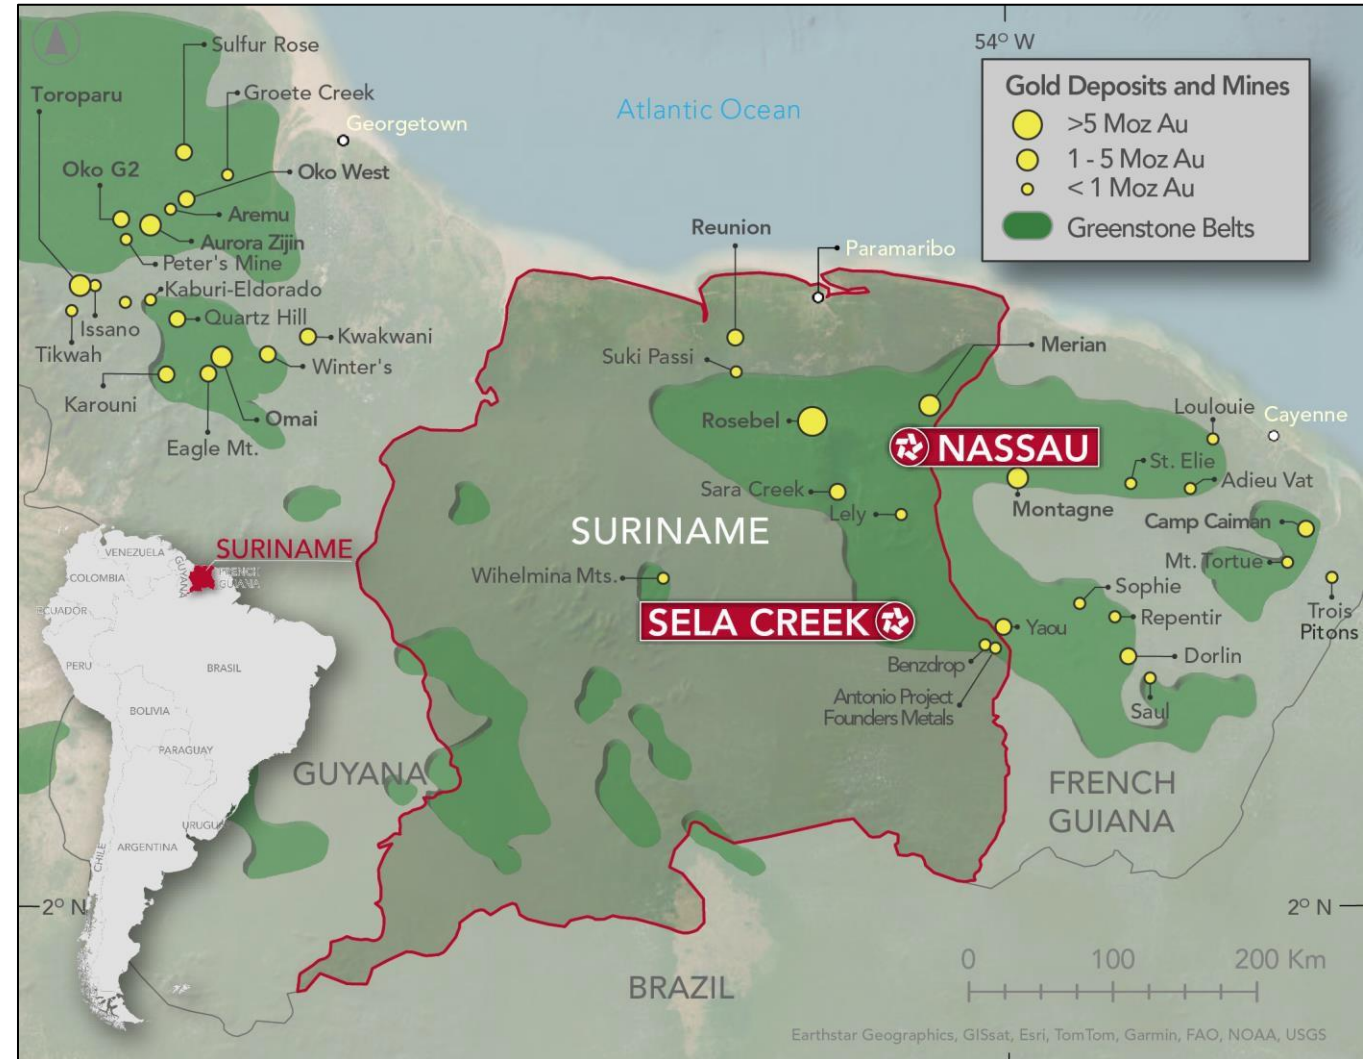 54° W
Sulfur Rose
Toroparu
Groete Creek
Georgetown
Atlantic Ocean
Gold Deposits and Mines
>5 Moz Au
1 - 5 Moz Au
< 1 Moz Au
Greenstone Belts
Oko G2
Oko West
Aremu
Aurora Zijin
Peter's Mine
Kaburi-Eldorado
Issano
Quartz Hill
Tikwah
Kwakwani
Winter's
Karouni
Omai
Eagle Mt.
Reunion
Paramaribo
Suki Passi
Merian
Rosebel
NASSAU
Loulouie
Cayenne
St. Elie
Adieu Vat
Sara Creek
Lely
Montagne
Camp Caiman
Mt. Tortue
Trois
Pitons
SURINAME
Wihelmina Mts.
SELA CREEK
Sophie
Repentir
Yaou
Benzdrop
Dorlin
Antonio Project
Founders Metals
Saul
SURINAME
VENEZUELA
GUYANA
FRENCH
GUIANA
COLOMBIA
ECUADOR
PERU
BRASIL
BOLIVIA
PARAGUAY
URUGU
ARGENTINA
CHILE
GUYANA
FRENCH
GUIANA
BRAZIL
2° N
2° N
0 100 200 Km
Earthstar Geographics, GISsat, Esri, TomTom, Garmin, FAO, NOAA, USGS